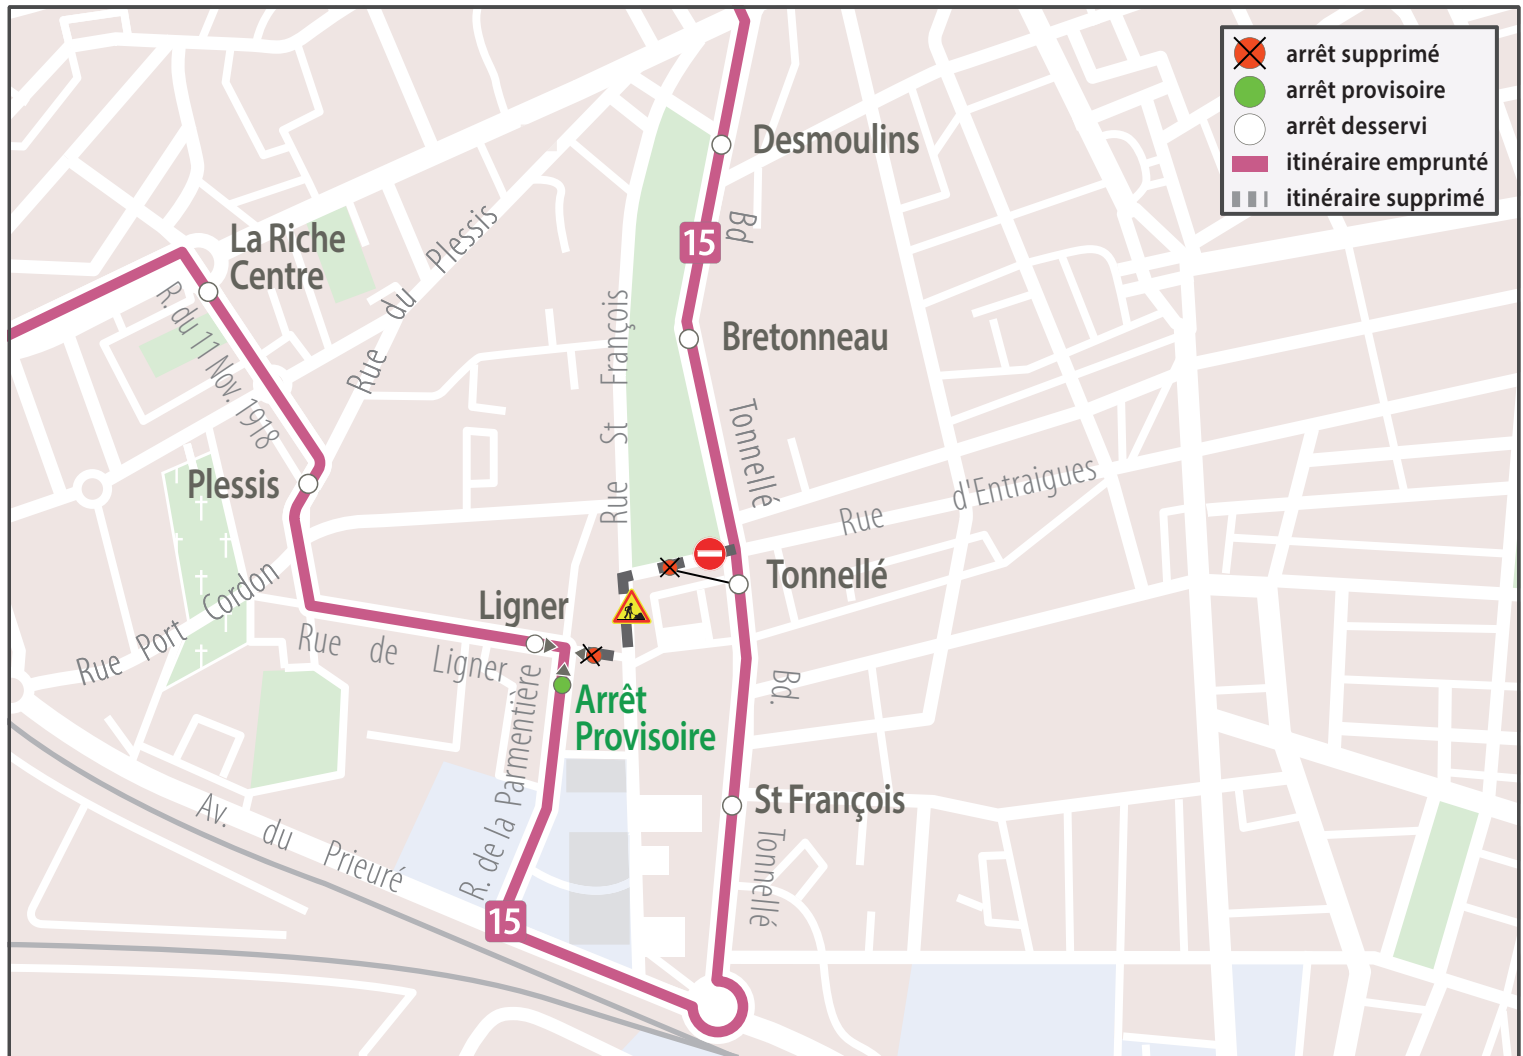 arrêt supprimé
arrêt provisoire
arrêt desservi
itinéraire emprunté
itinéraire supprimé
Desmoulins
Bd
15
La Riche
Centre
Rue du Plessis
R. du 11 Nov. 1918
Rue St François
Bretonneau
Tonnellé
Plessis
Rue d'Entraigues
Tonnellé
Ligner
Rue Port Cordon
Rue de Ligner
Arrêt
Provisoire
Bd.
R. de la Parmentière
St François
Tonnellé
Av. du Prieuré
15